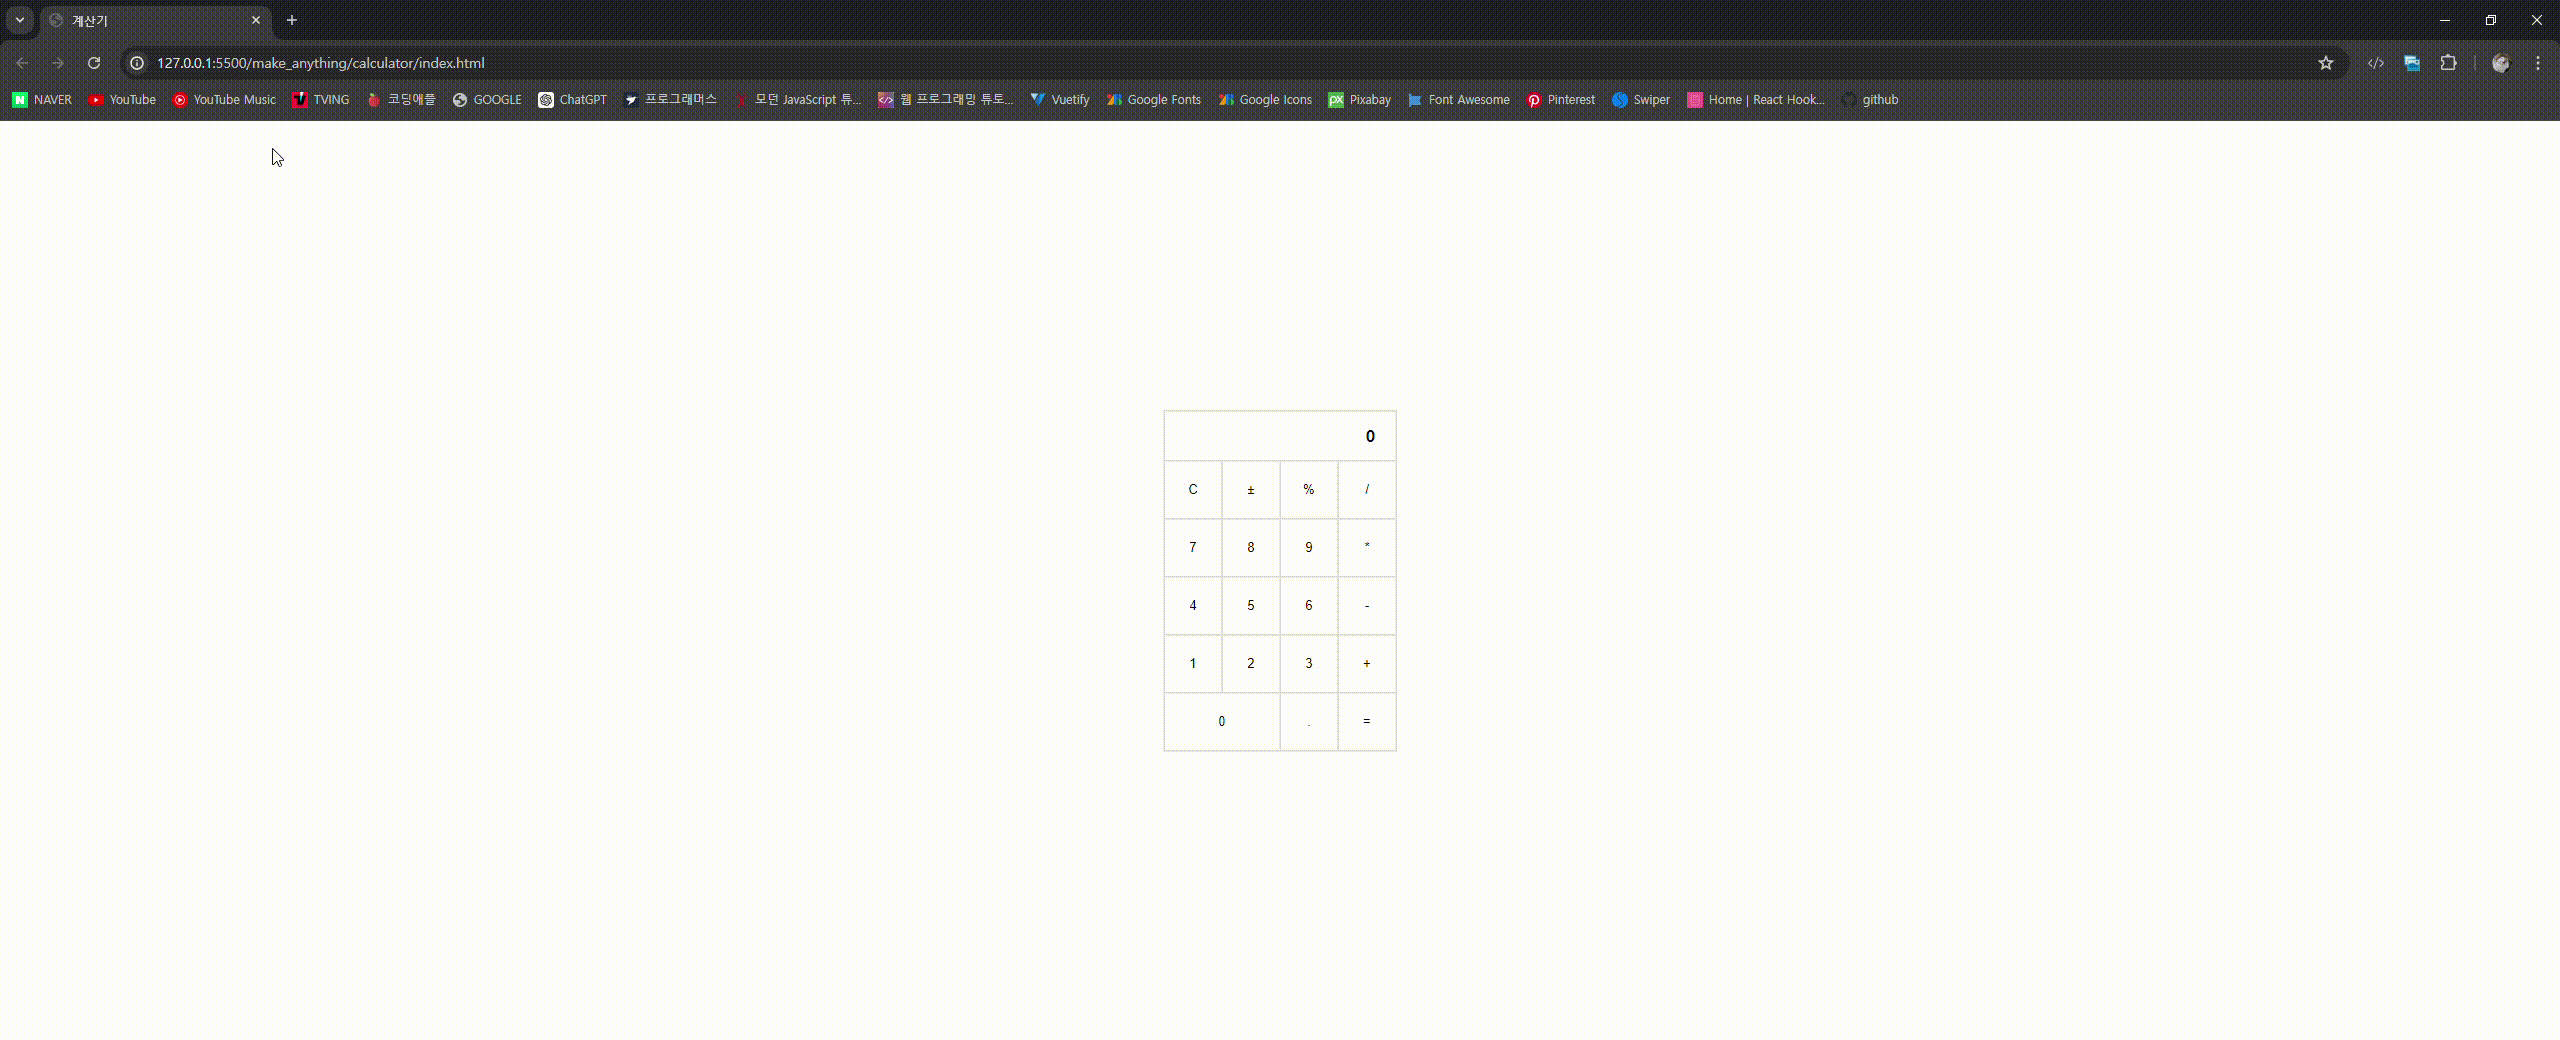 계산기
127.0.0.1:5500/make_anything/calculator/index.html
NAVER YouTube YouTube Music TVING 코딩애플 GOOGLE ChatGPT 프로그래머스 모던 JavaScript 튜... 웹 프로그래밍 튜토... Vuetify Google Fonts Google Icons Pixabay Font Awesome Pinterest Swiper Home | React Hook... github
0
C ± % /
7 8 9 *
4 5 6 -
1 2 3 +
0 . =